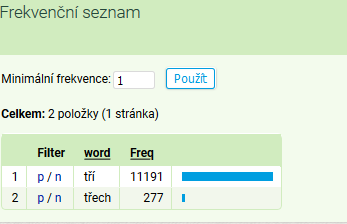 Frekvenční seznam
Minimální frekvence: 1 Použít
Celkem: 2 položky (1 stránka)
Filter word Freq
1 p / n tří 11191
2 p / n třech 277